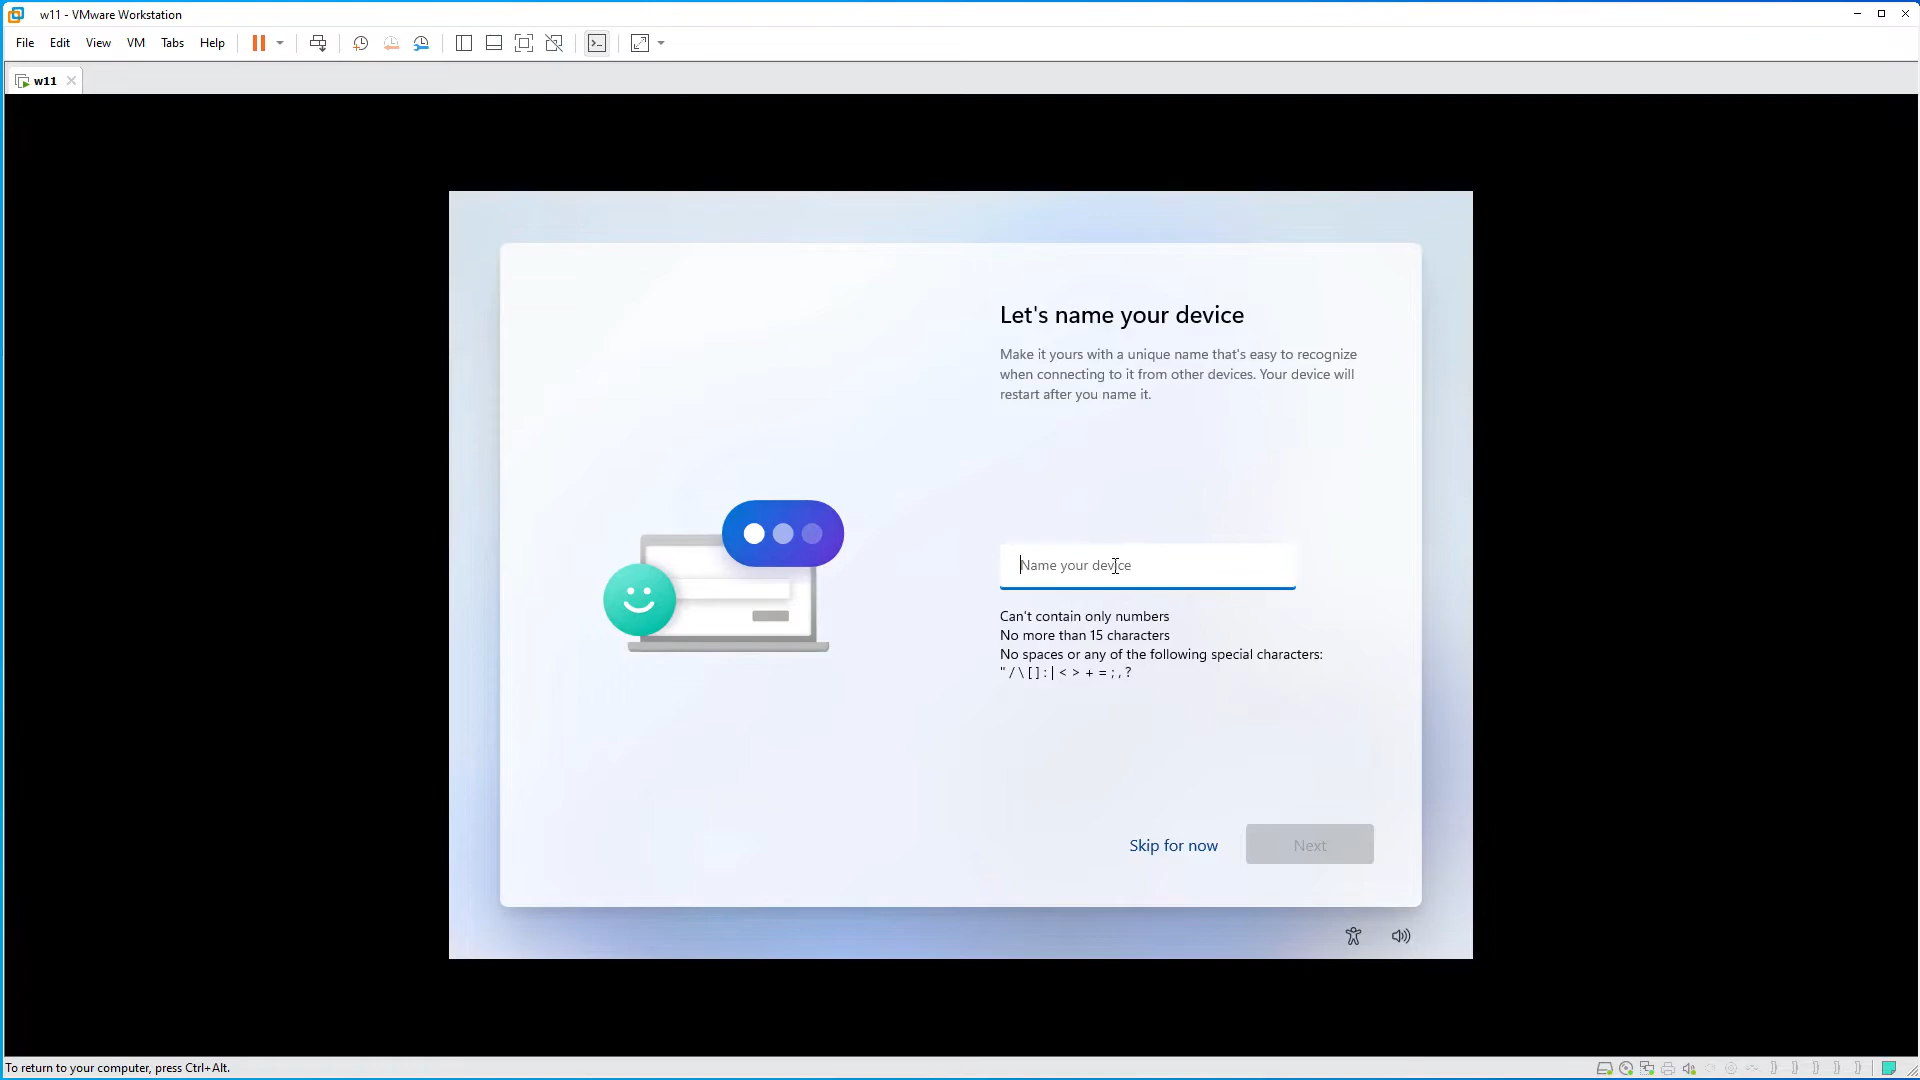 w11 - VMware Workstation
File Edit View VM Tabs Help
w11
Let's name your device
Make it yours with a unique name that's easy to recognize
when connecting to it from other devices. Your device will
restart after you name it.
Name your device
Can't contain only numbers
No more than 15 characters
No spaces or any of the following special characters:
" / \ [ ] : | < > + = ; , ?
Skip for now
Next
To return to your computer, press Ctrl+Alt.